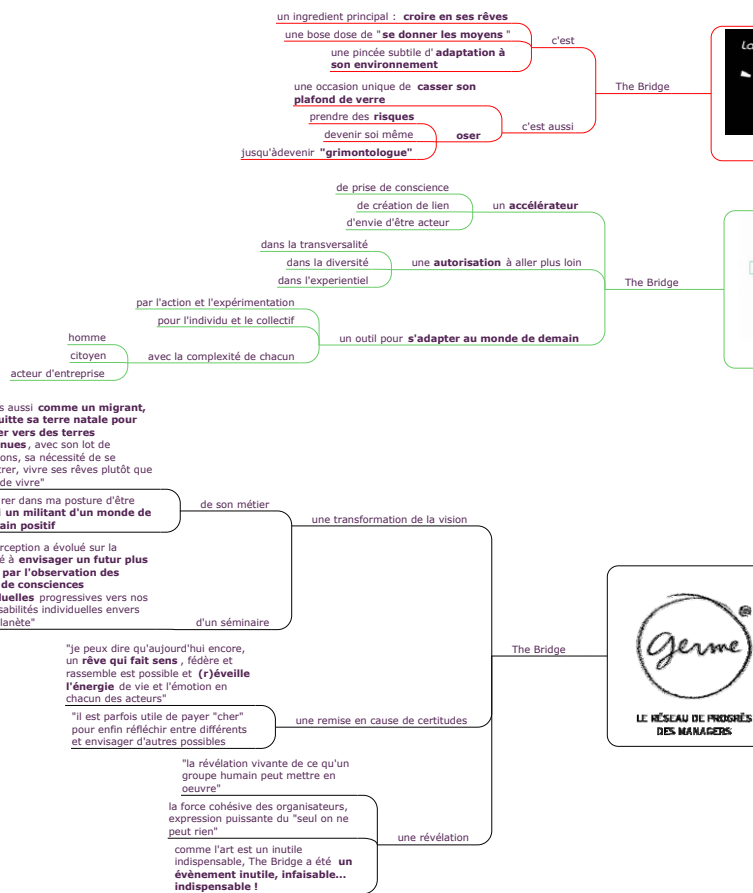 un ingredient principal : croire en ses rêves
une bose dose de "se donner les moyens "
une pincée subtile d'adaptation à
son environnement
c'est
une occasion unique de casser son
plafond de verre
prendre des risques
devenir soi même
jusqu'àdevenir "grimontologue"
oser
c'est aussi
The Bridge
de prise de conscience
de création de lien
d'envie d'être acteur
un accélérateur
dans la transversalité
dans la diversité
dans l'experientiel
une autorisation à aller plus loin
par l'action et l'expérimentation
pour l'individu et le collectif
homme
citoyen
acteur d'entreprise
avec la complexité de chacun
un outil pour s'adapter au monde de demain
The Bridge
aussi comme un migrant,
sa terre natale pour
vers des terres
, avec son lot de
, sa nécessité de se
, vivre ses rêves plutôt que
de vivre"
dans ma posture d'être
un militant d'un monde de
positif
de son métier
a évolué sur la
à envisager un futur plus
par l'observation des
de consciences
progressives vers nos
individuelles envers
d'un séminaire
une transformation de la vision
"je peux dire qu'aujourd'hui encore,
un rêve qui fait sens , fédère et
rassemble est possible et (r)éveille
l'énergie de vie et l'émotion en
chacun des acteurs"
"il est parfois utile de payer "cher"
pour enfin réfléchir entre différents
et envisager d'autres possibles
une remise en cause de certitudes
"la révélation vivante de ce qu'un
groupe humain peut mettre en
oeuvre"
la force cohésive des organisateurs,
expression puissante du "seul on ne
peut rien"
comme l'art est un inutile
indispensable, The Bridge a été un
évènement inutile, infaisable...
indispensable !
une révélation
The Bridge
germe
LE RÉSEAU DE PROGRÈS
DES MANAGERS